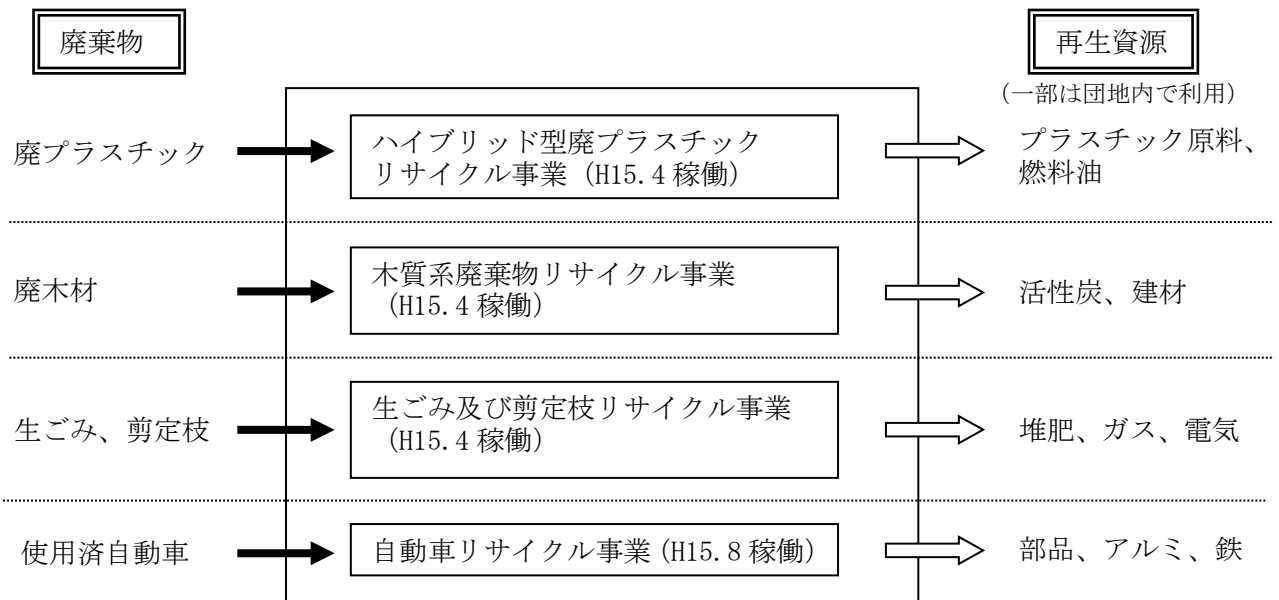 廃棄物
再生資源
(一部は団地内で利用)
廃プラスチック
ハイブリッド型廃プラスチック
リサイクル事業 (H15.4 稼働)
プラスチック原料、
燃料油
廃木材
木質系廃棄物リサイクル事業
(H15.4 稼働)
活性炭、建材
生ごみ、剪定枝
生ごみ及び剪定枝リサイクル事業
(H15.4 稼働)
堆肥、ガス、電気
使用済自動車
自動車リサイクル事業 (H15.8 稼働)
部品、アルミ、鉄